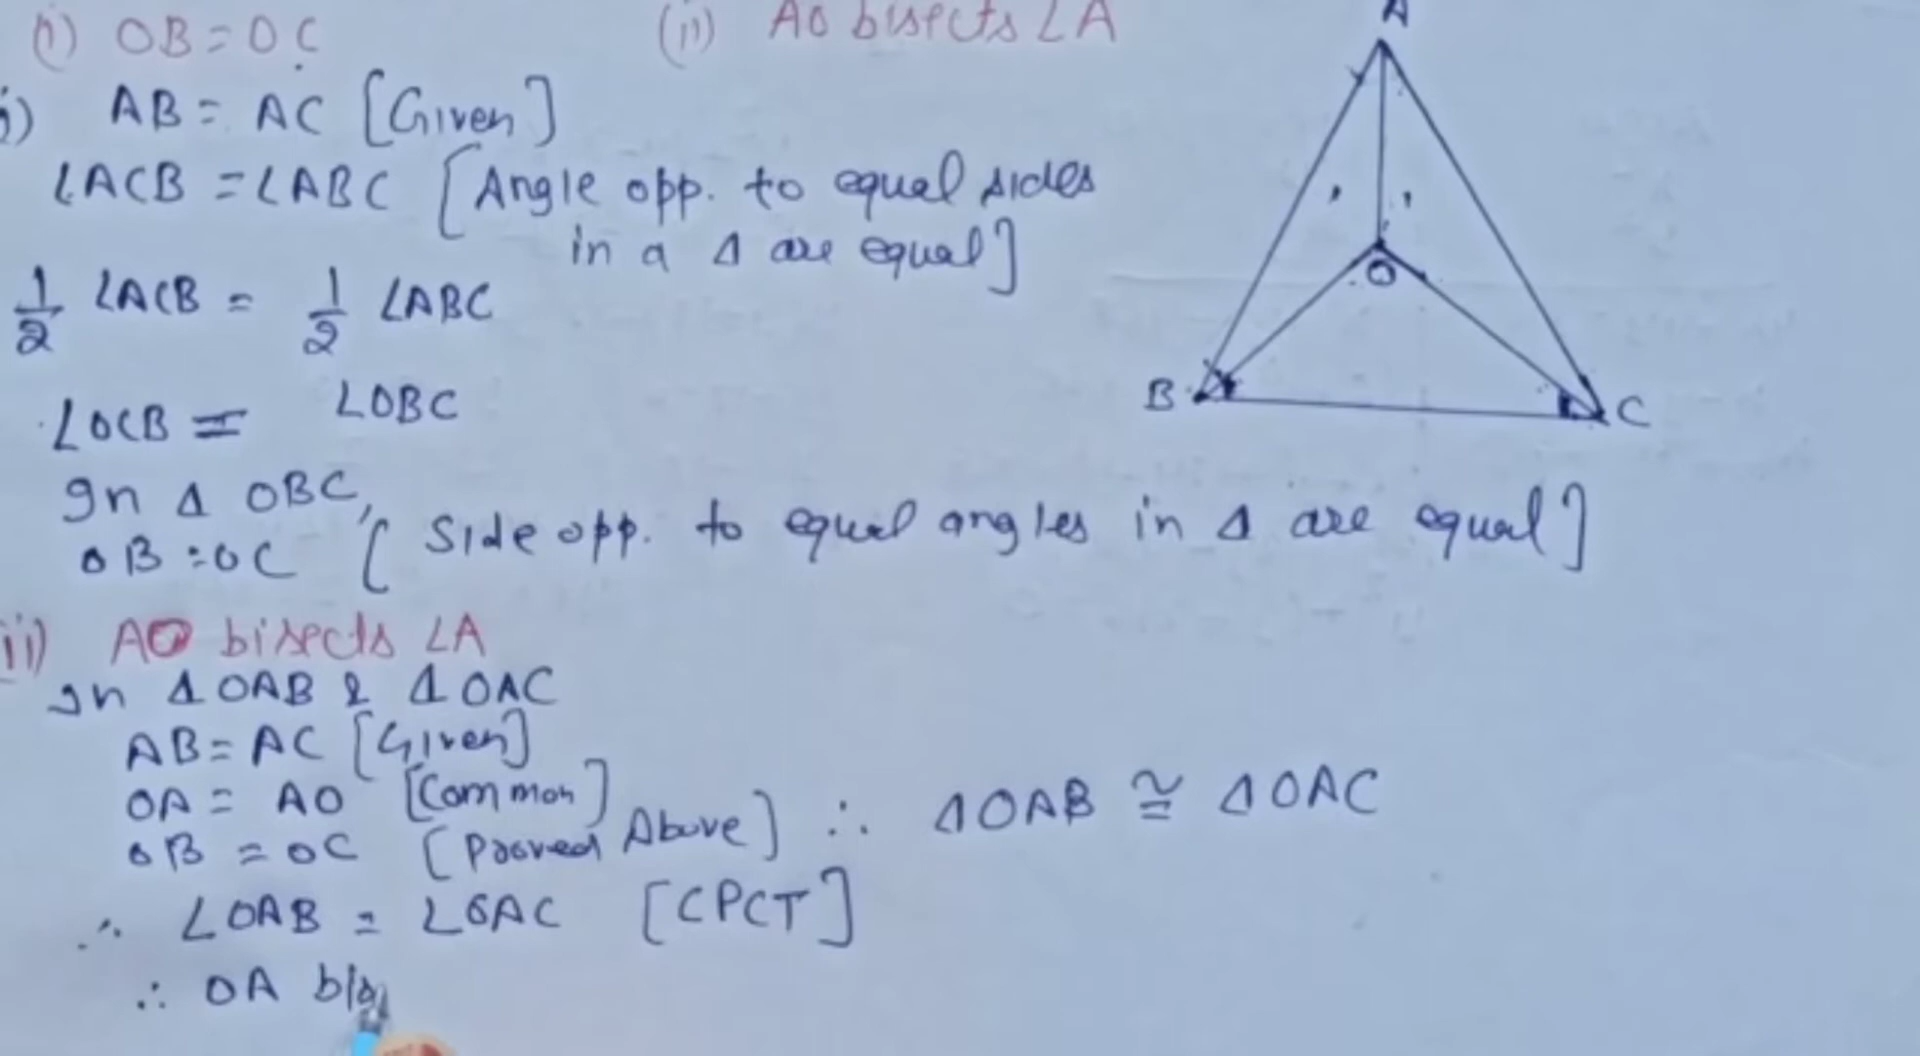 (i) OB = OC (ii) AO bisects ∠A
i) AB = AC [Given]
∠ACB = ∠ABC [Angle opp. to equal sides
in a Δ are equal]
1/2 ∠ACB = 1/2 ∠ABC
∠OCB = ∠OBC
In Δ OBC,
OB = OC [Side opp. to equal angles in Δ are equal]
ii) AO bisects ∠A
In ΔOAB & ΔOAC
AB = AC [Given]
OA = AO [Common]
OB = OC [Proved Above] ∴ ΔOAB ≅ ΔOAC
∴ ∠OAB = ∠OAC [CPCT]
∴ OA bis
A
O
B
C